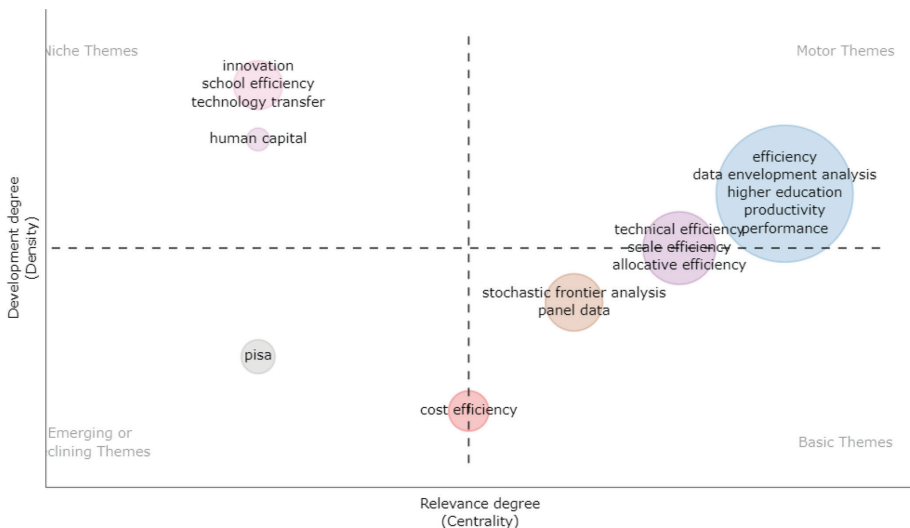 Niche Themes
Motor Themes
innovation
school efficiency
technology transfer
human capital
efficiency
data envelopment analysis
higher education
productivity
performance
technical efficiency
scale efficiency
allocative efficiency
stochastic frontier analysis
panel data
pisa
cost efficiency
Emerging or
clining Themes
Basic Themes
Development degree
(Density)
Relevance degree
(Centrality)